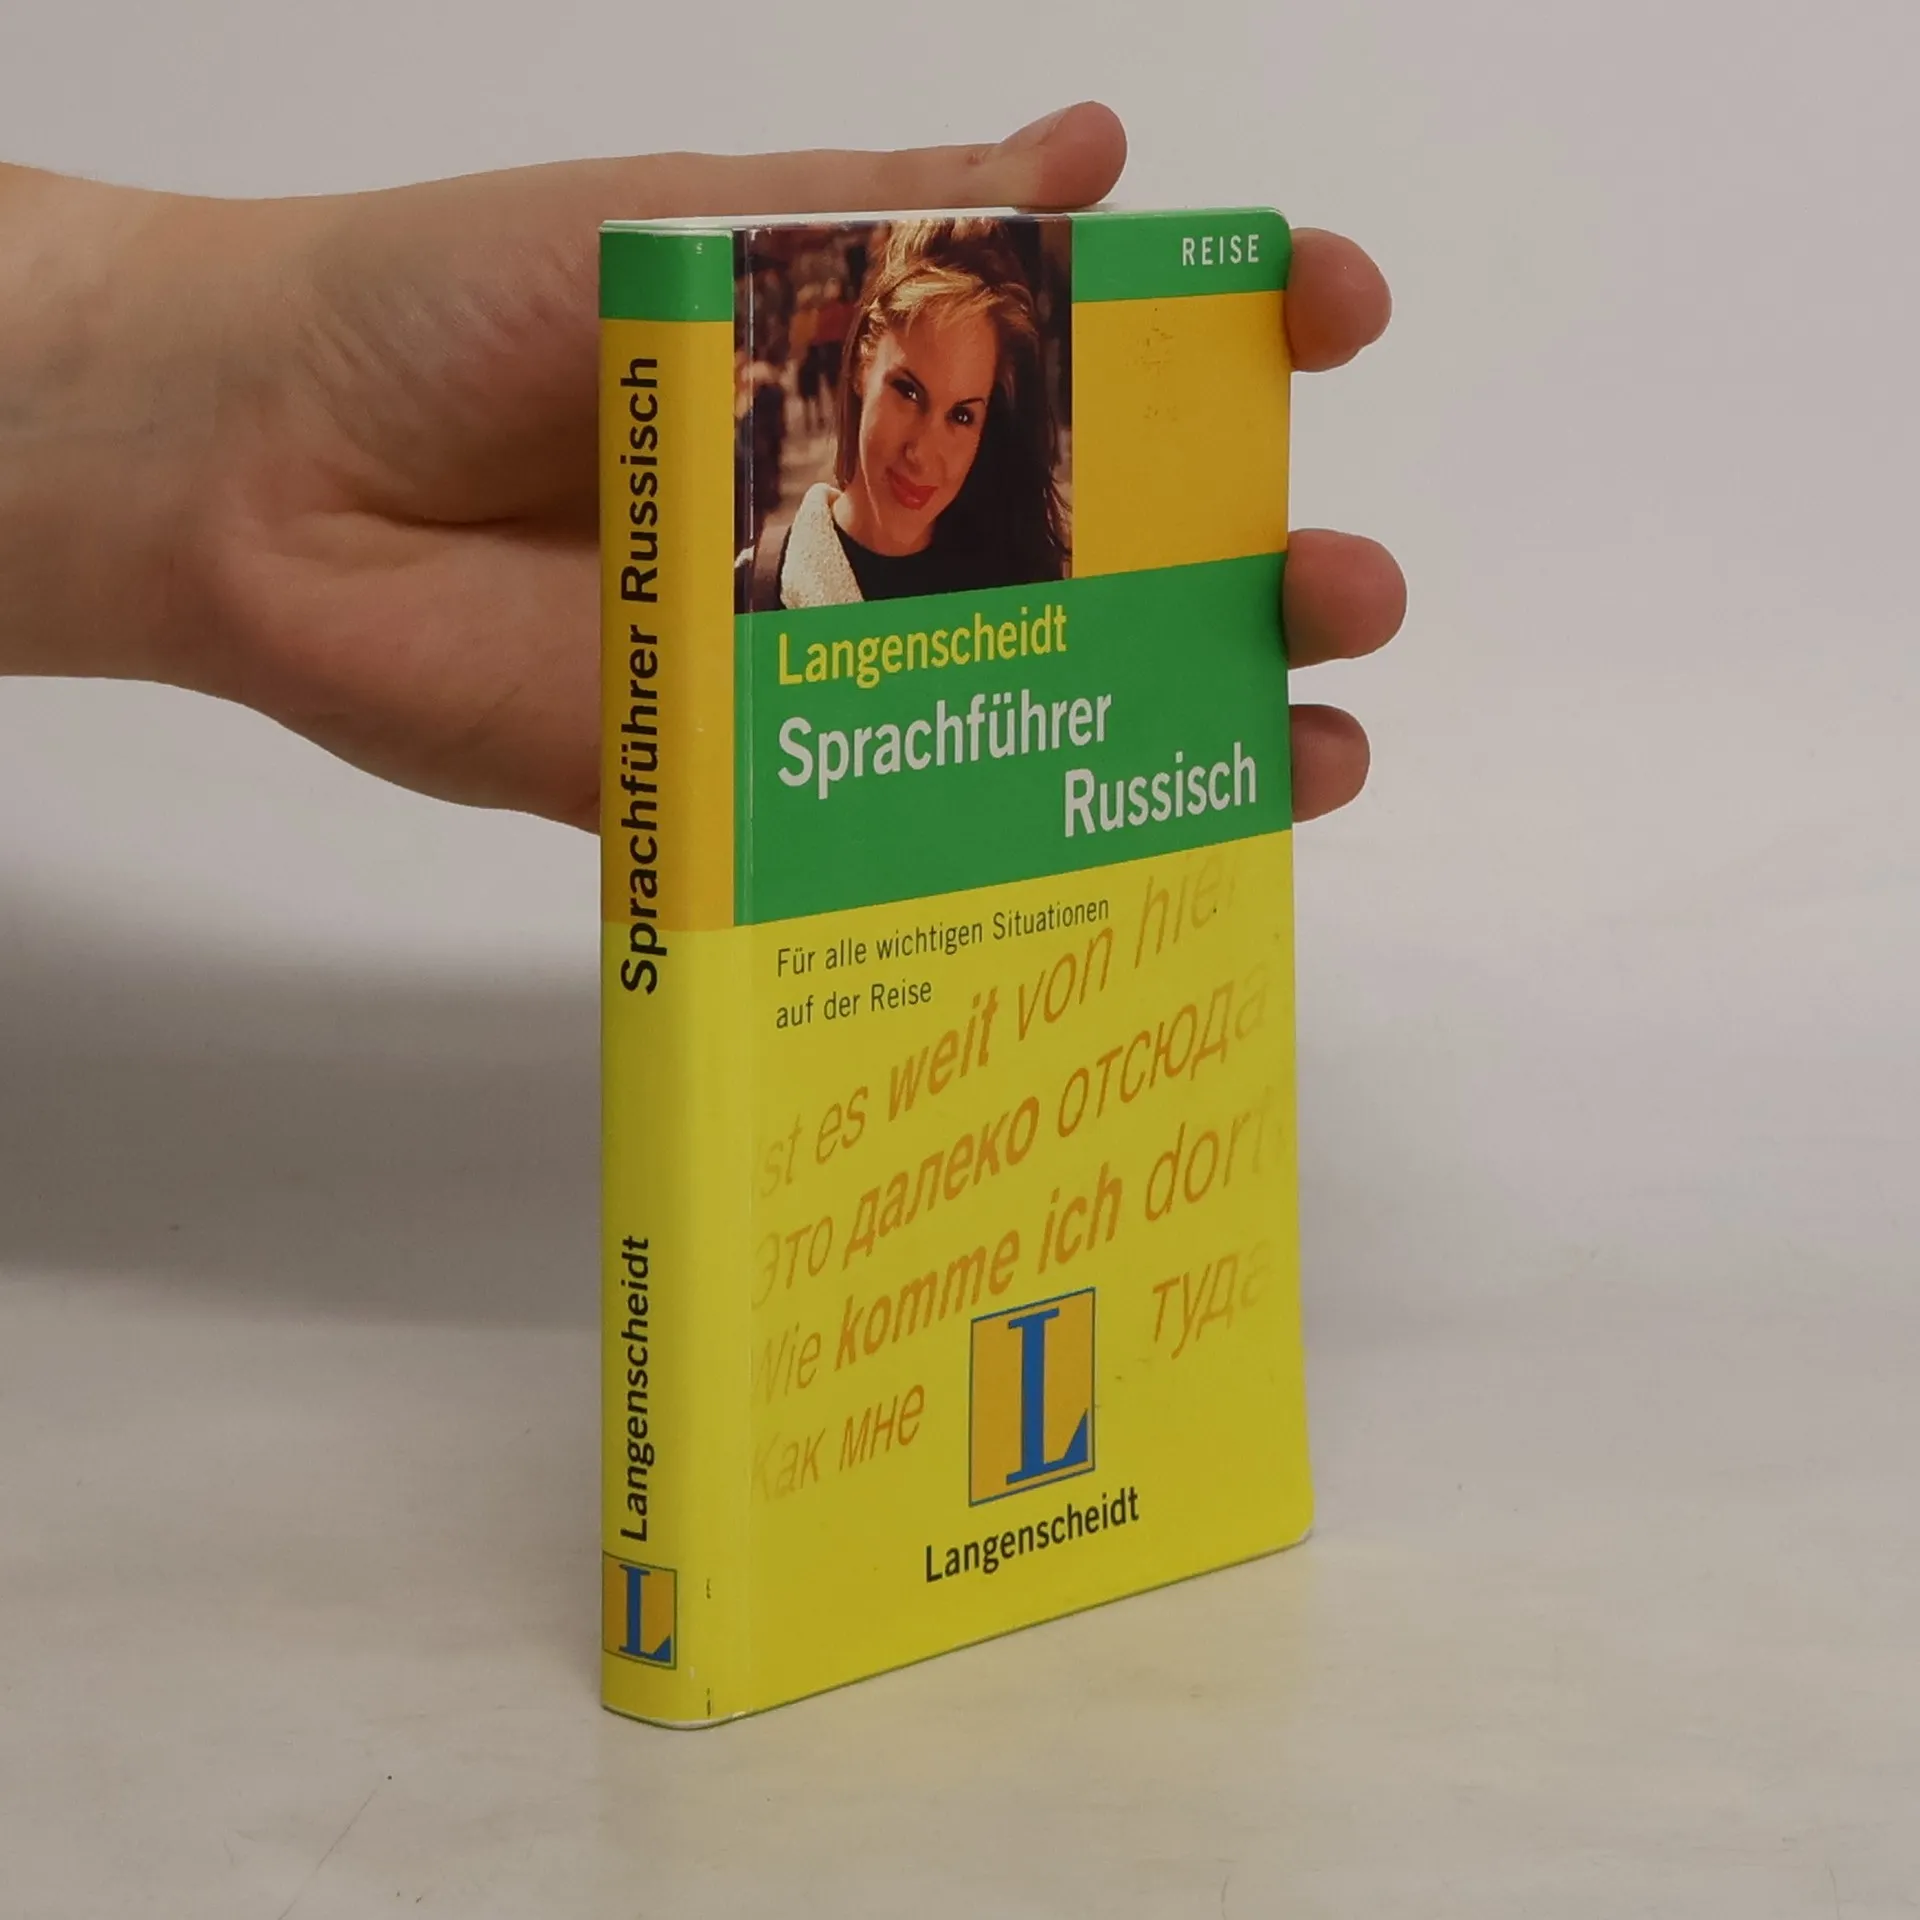 Sprachführer Russisch
Langenscheidt
L
REISE
Langenscheidt
Sprachführer
Russisch
Für alle wichtigen Situationen
auf der Reise
st es weit von hier
Это далеко отсюда
Wie komme ich dort
Как мне туда
L
Langenscheidt